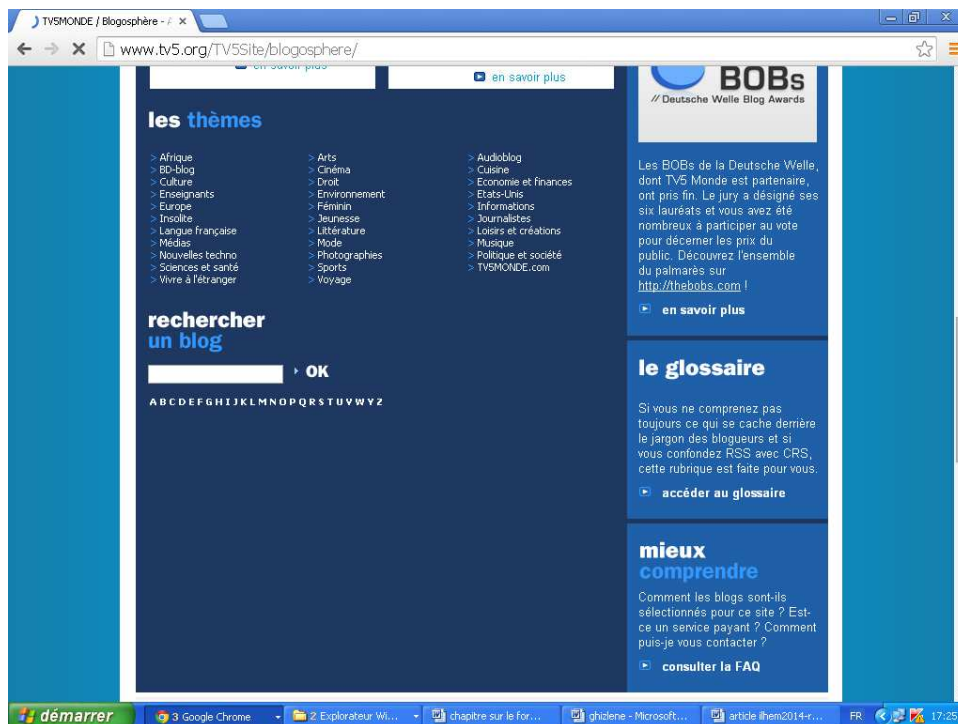 TV5MONDE / Blogosphère - A
www.tv5.org/TV5Site/blogosphere/
en savoir plus
en savoir plus
les thèmes
> Afrique
> BD-blog
> Culture
> Enseignants
> Europe
> Insolite
> Langue française
> Médias
> Nouvelles techno
> Sciences et santé
> Vivre à l'étranger
> Arts
> Cinéma
> Droit
> Environnement
> Féminin
> Jeunesse
> Littérature
> Mode
> Photographies
> Sports
> Voyage
> Audioblog
> Cuisine
> Economie et finances
> Etats-Unis
> Informations
> Journalistes
> Loisirs et créations
> Musique
> Politique et société
> TV5MONDE.com
rechercher
un blog
OK
A B C D E F G H I J K L M N O P Q R S T U V W Y Z
BOBs
// Deutsche Welle Blog Awards
Les BOBs de la Deutsche Welle,
dont TV5 Monde est partenaire,
ont pris fin. Le jury a désigné ses
six lauréats et vous avez été
nombreux à participer au vote
pour décerner les prix du
public. Découvrez l'ensemble
du palmarès sur
http://thebobs.com !
en savoir plus
le glossaire
Si vous ne comprenez pas
toujours ce qui se cache derrière
le jargon des blogueurs et si
vous confondez RSS avec CRS,
cette rubrique est faite pour vous.
accéder au glossaire
mieux
comprendre
Comment les blogs sont-ils
sélectionnés pour ce site ? Est-
ce un service payant ? Comment
puis-je vous contacter ?
consulter la FAQ
démarrer
3 Google Chrome
2 Explorateur Wi...
chapitre sur le for...
ghizlene - Microsoft...
article ilhem2014-r...
FR
17:25